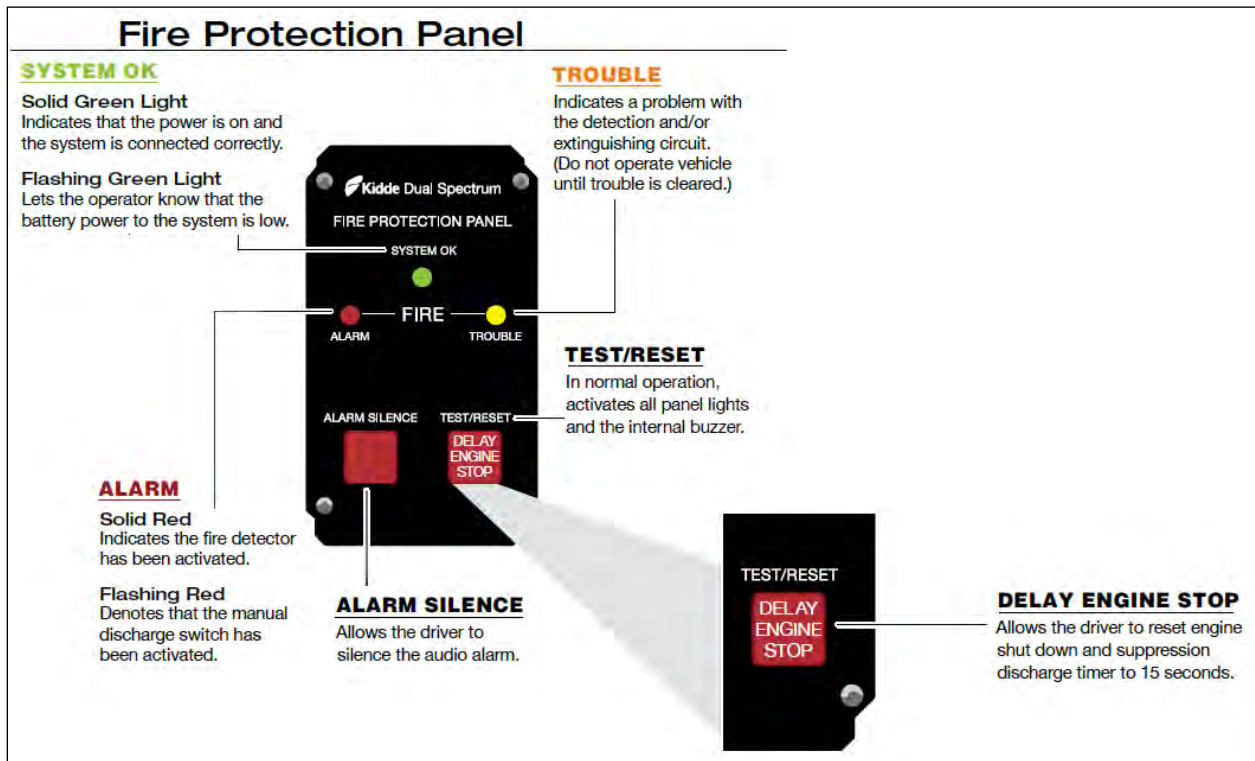 Fire Protection Panel
SYSTEM OK
Solid Green Light
Indicates that the power is on and
the system is connected correctly.
Flashing Green Light
Lets the operator know that the
battery power to the system is low.
TROUBLE
Indicates a problem with
the detection and/or
extinguishing circuit.
(Do not operate vehicle
until trouble is cleared.)
Kidde Dual Spectrum
FIRE PROTECTION PANEL
SYSTEM OK
FIRE
ALARM
TROUBLE
ALARM SILENCE
TEST/RESET
DELAY
ENGINE
STOP
TEST/RESET
In normal operation,
activates all panel lights
and the internal buzzer.
ALARM
Solid Red
Indicates the fire detector
has been activated.
Flashing Red
Denotes that the manual
discharge switch has
been activated.
ALARM SILENCE
Allows the driver to
silence the audio alarm.
TEST/RESET
DELAY
ENGINE
STOP
DELAY ENGINE STOP
Allows the driver to reset engine
shut down and suppression
discharge timer to 15 seconds.